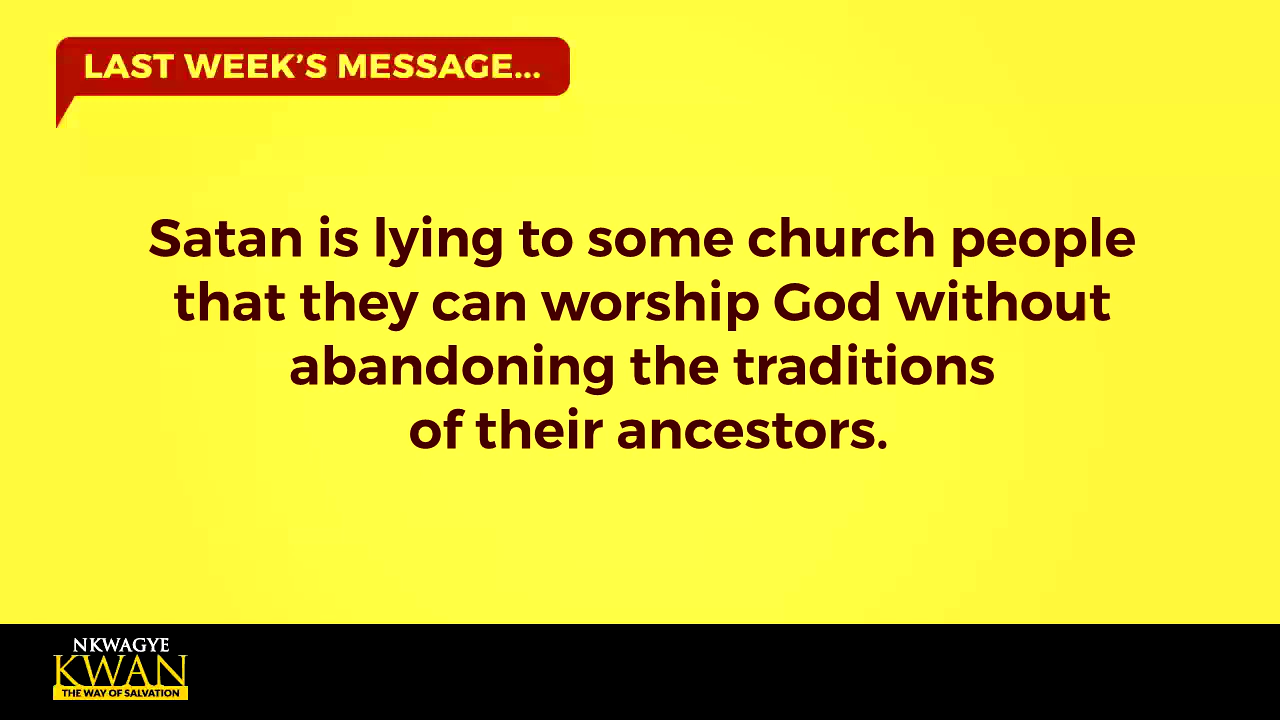 LAST WEEK'S MESSAGE...
Satan is lying to some church people
that they can worship God without
abandoning the traditions
of their ancestors.
NKWAGYE
KWAN
THE WAY OF SALVATION